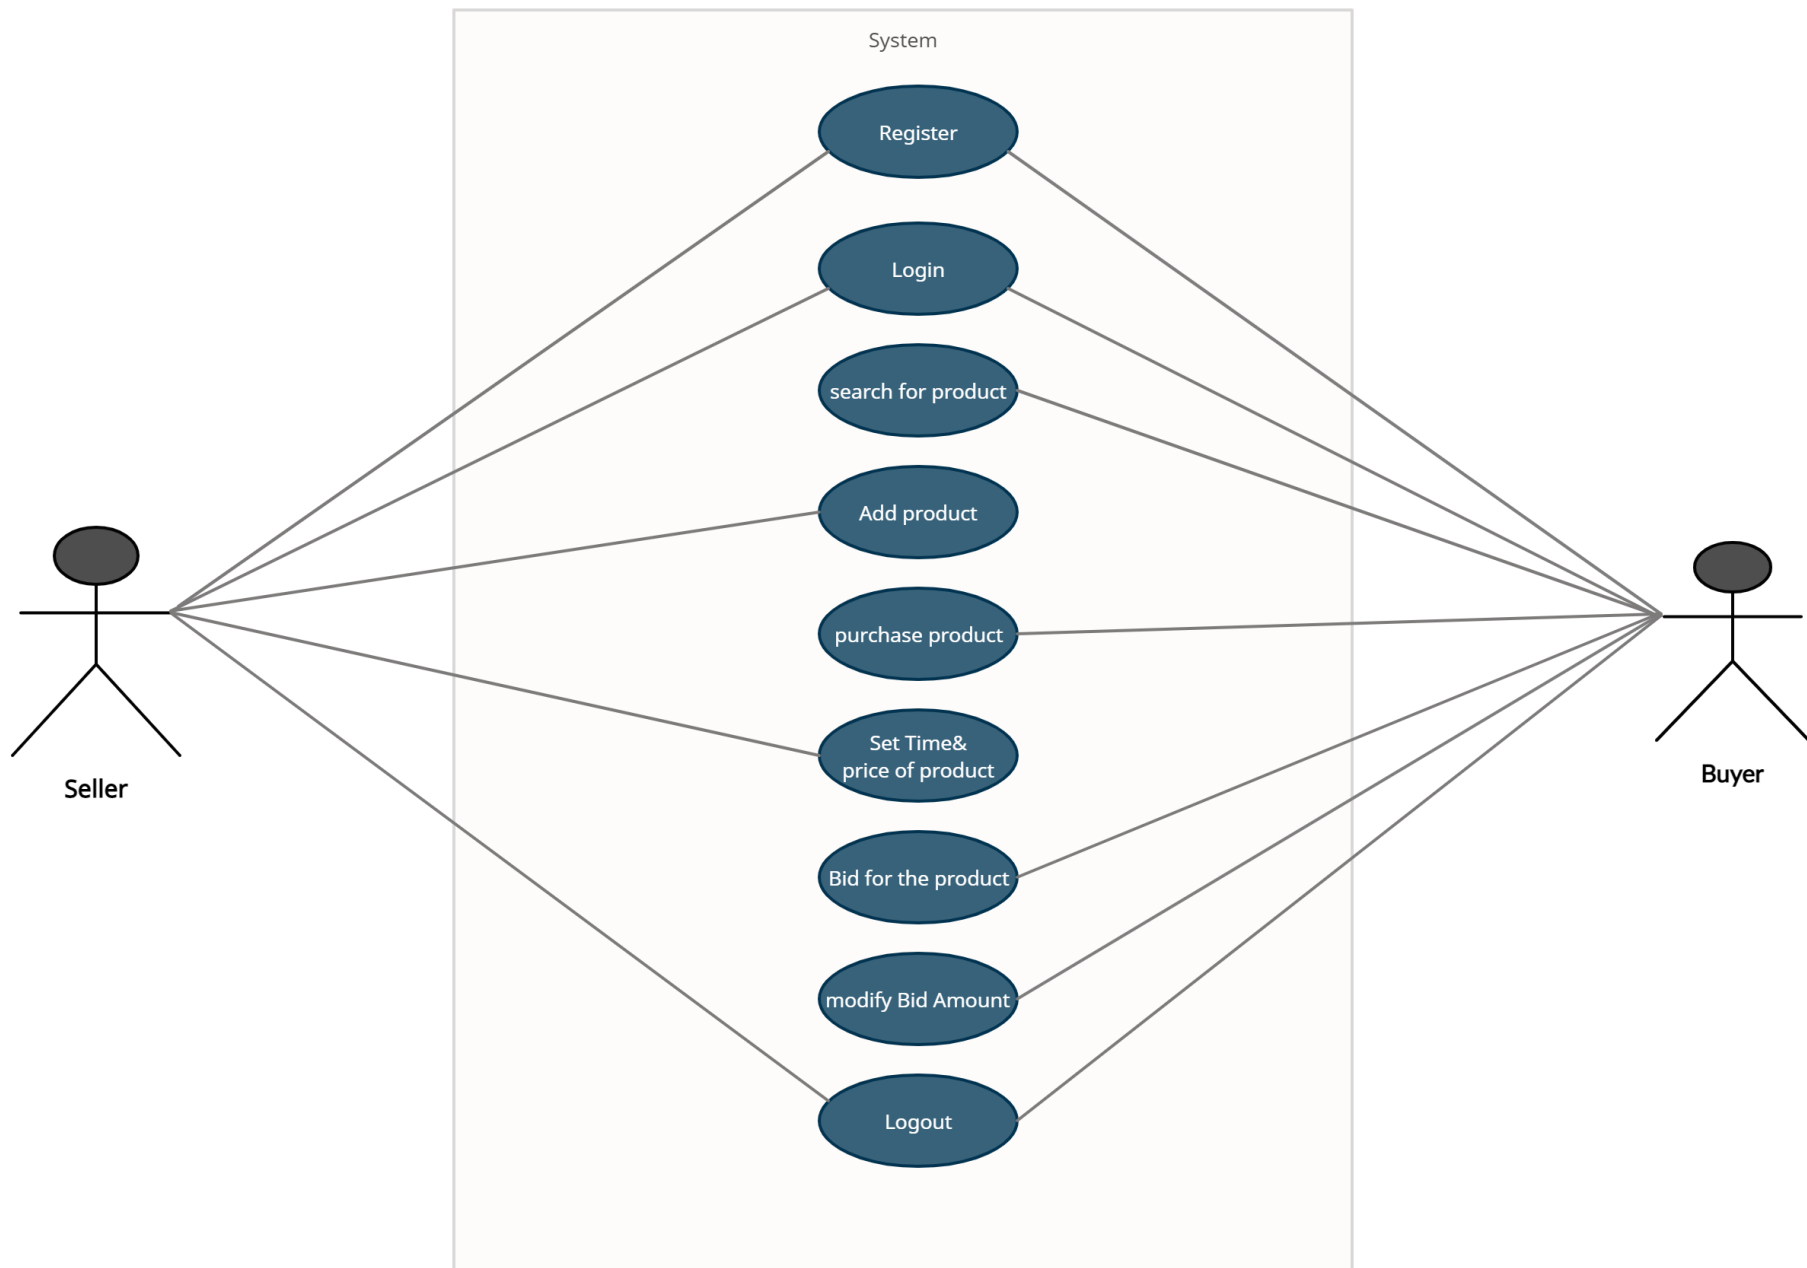 System
Register
Login
search for product
Add product
purchase product
Set Time&
price of product
Seller
Buyer
Bid for the product
modify Bid Amount
Logout